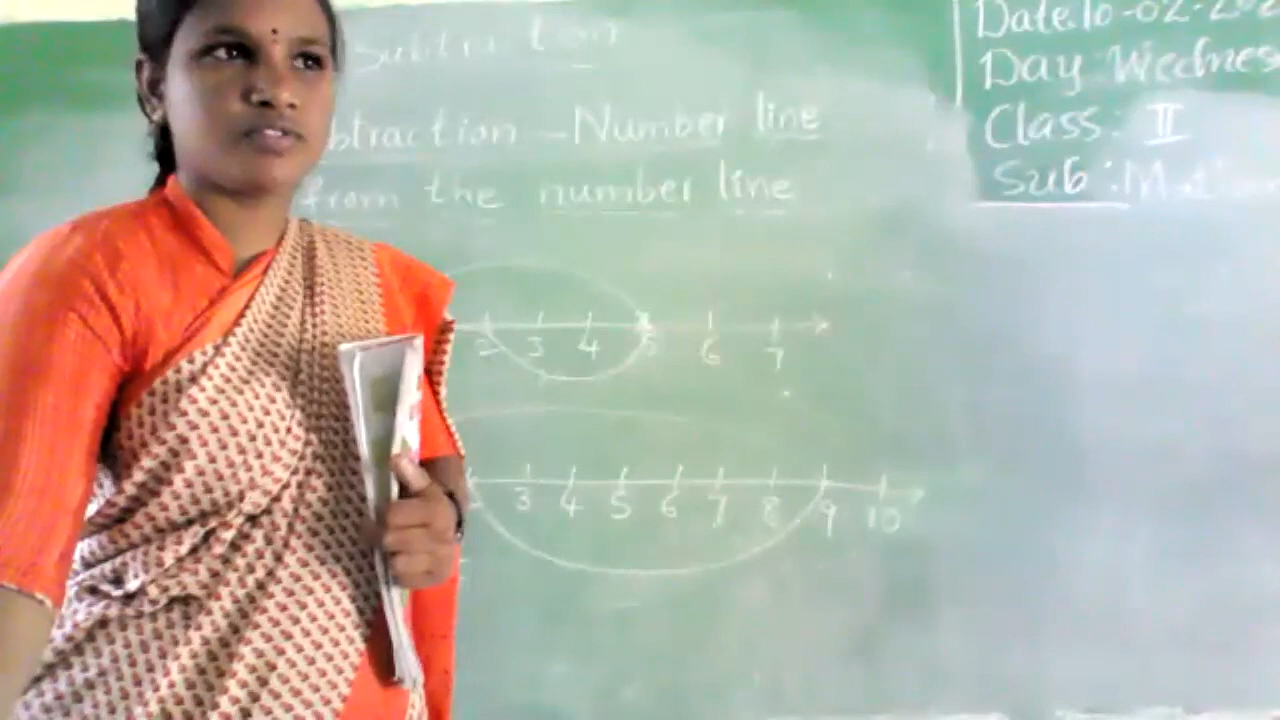 Subtraction
btraction - Number line
from the number line
2 3 4 5 6 7
3 4 5 6 7 8 9 10
Date.10-02-202
Day Wednes
Class: II
Sub: